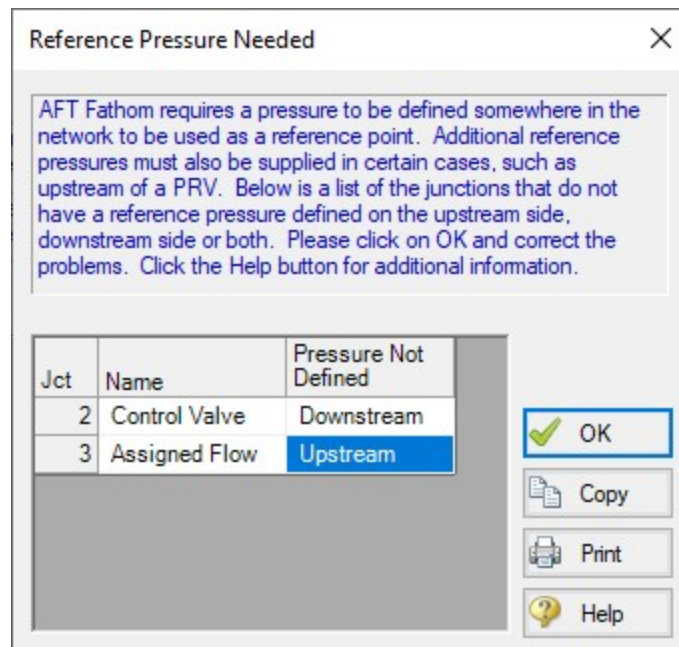 Reference Pressure Needed
AFT Fathom requires a pressure to be defined somewhere in the
network to be used as a reference point. Additional reference
pressures must also be supplied in certain cases, such as
upstream of a PRV. Below is a list of the junctions that do not
have a reference pressure defined on the upstream side,
downstream side or both. Please click on OK and correct the
problems. Click the Help button for additional information.
Jct Name Pressure Not Defined
2 Control Valve Downstream
3 Assigned Flow Upstream
OK
Copy
Print
Help